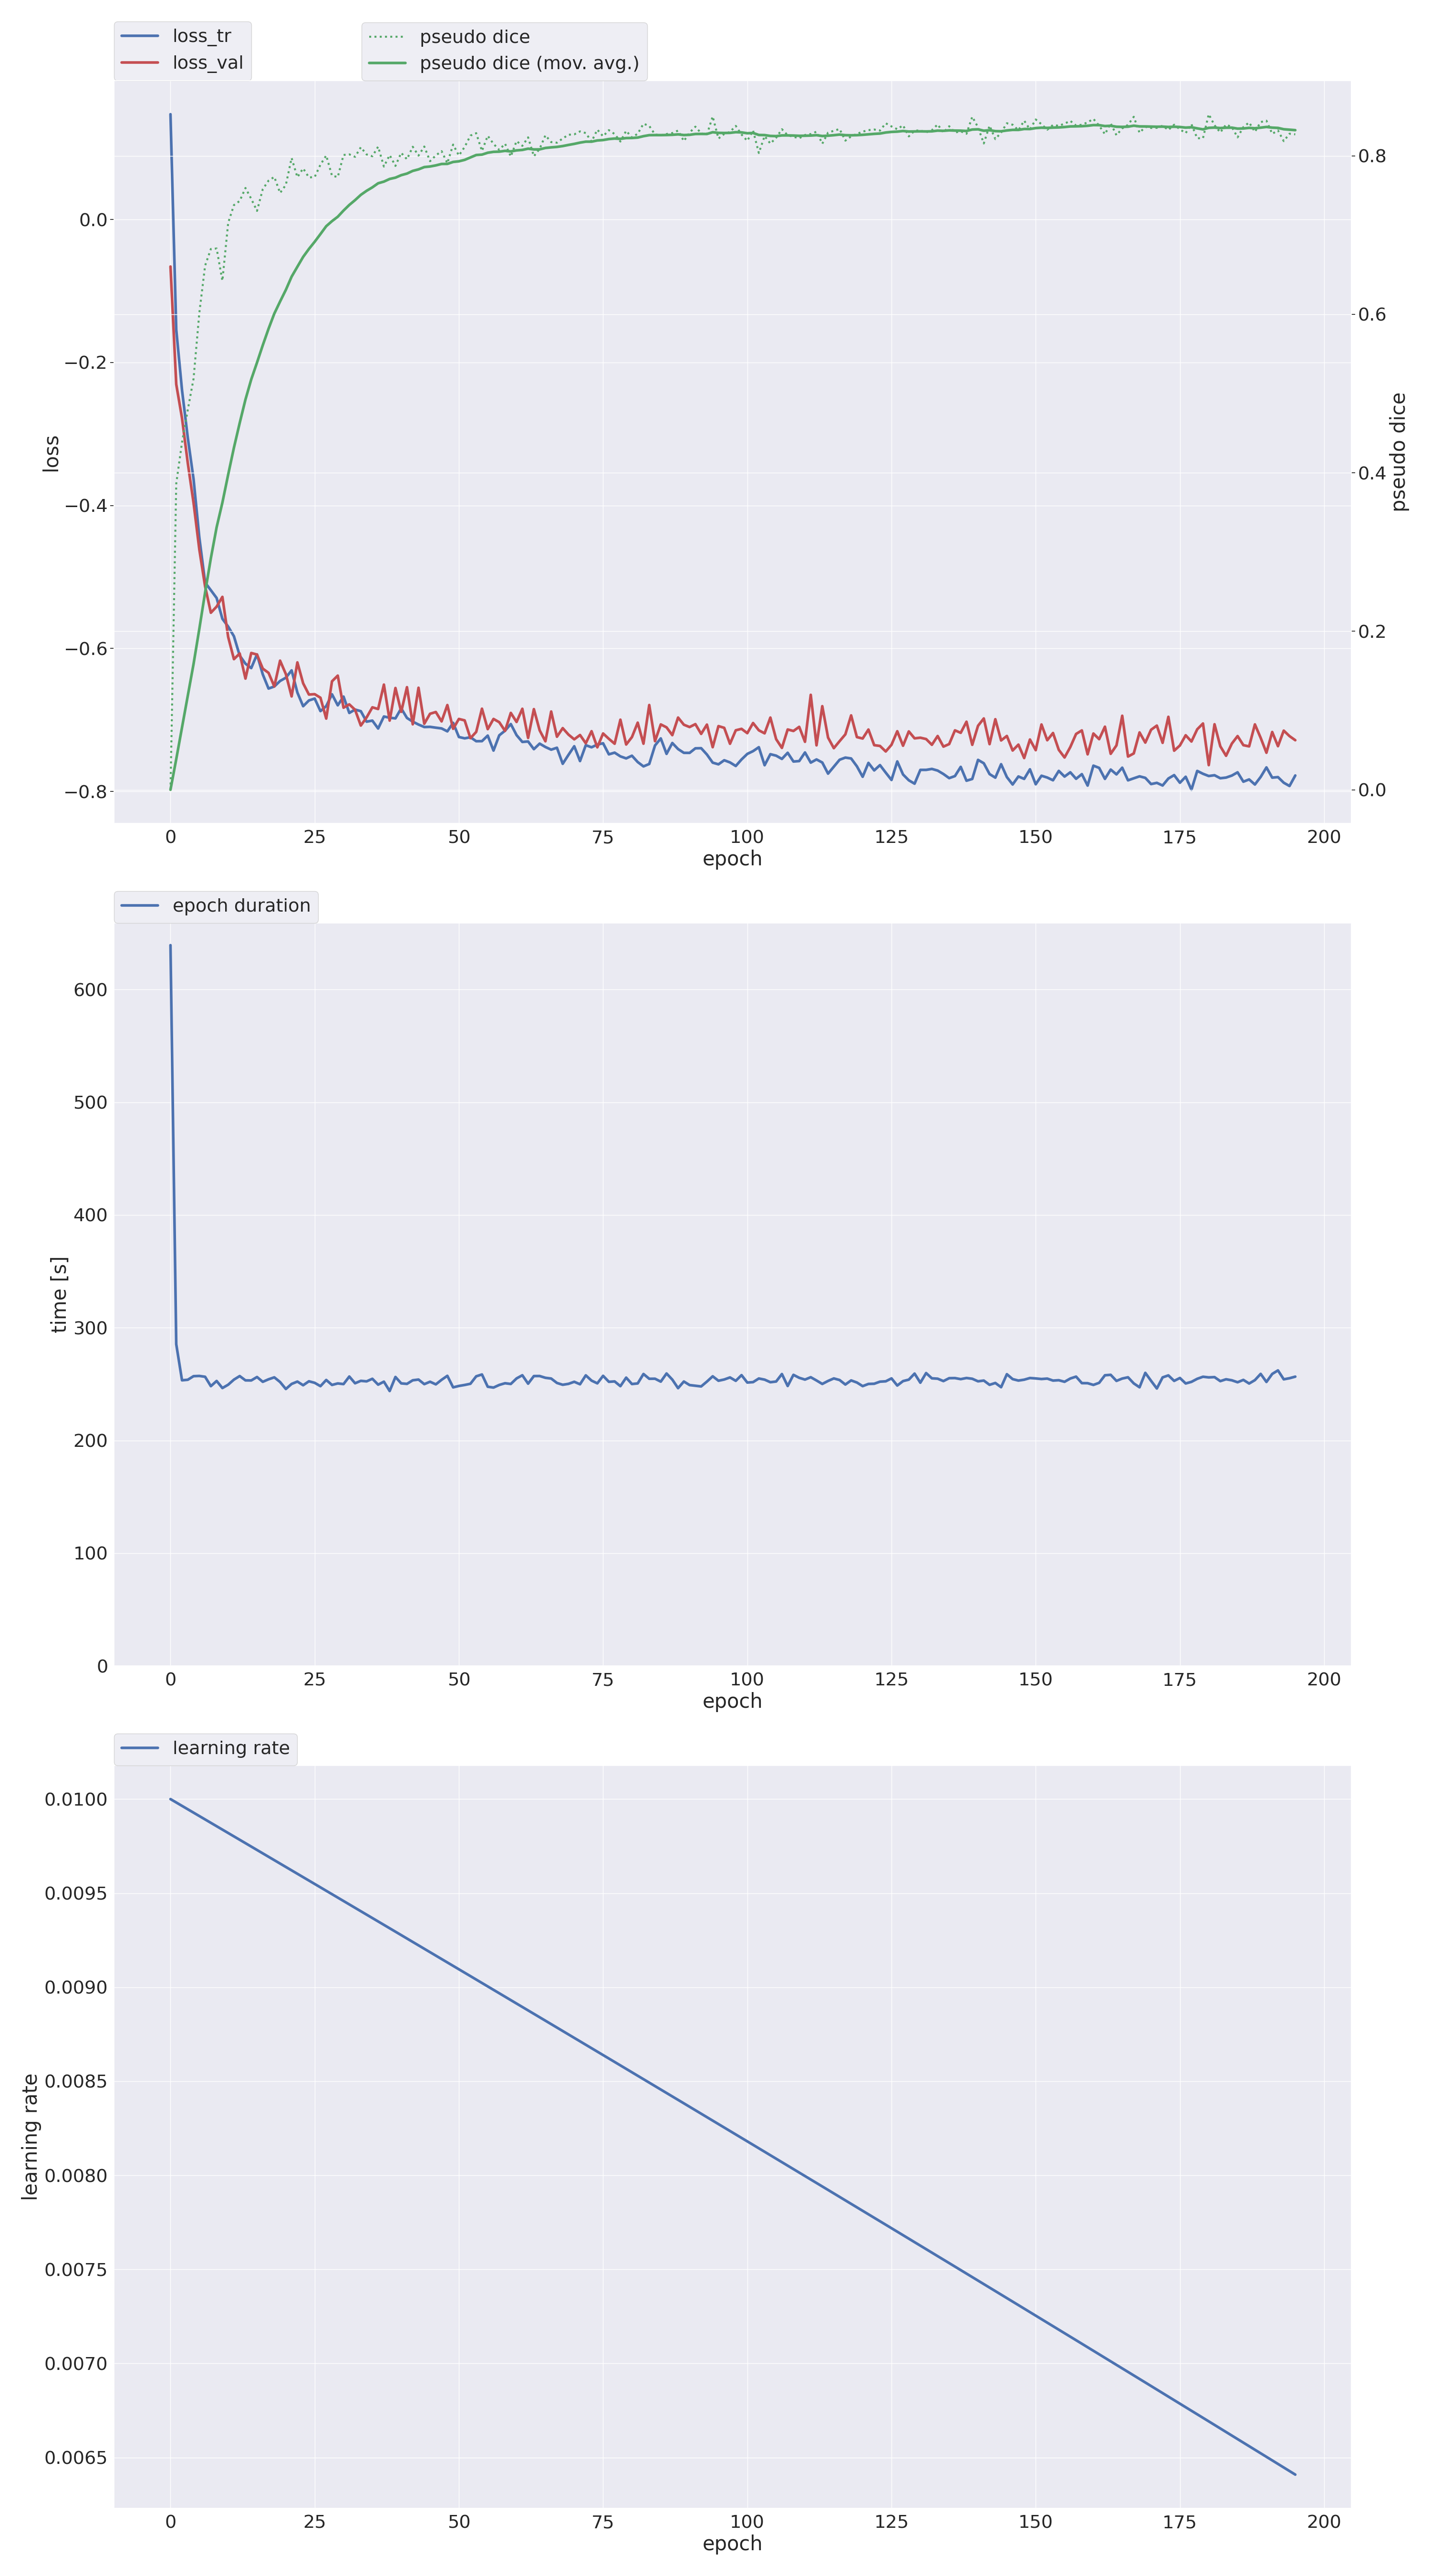 loss_tr
loss_val
pseudo dice
pseudo dice (mov. avg.)
0.0
−0.2
−0.4
−0.6
−0.8
loss
0.8
0.6
0.4
0.2
0.0
pseudo dice
0 25 50 75 100 125 150 175 200
epoch
epoch duration
600
500
400
300
200
100
0
time [s]
0 25 50 75 100 125 150 175 200
epoch
learning rate
0.0100
0.0095
0.0090
0.0085
0.0080
0.0075
0.0070
0.0065
learning rate
0 25 50 75 100 125 150 175 200
epoch